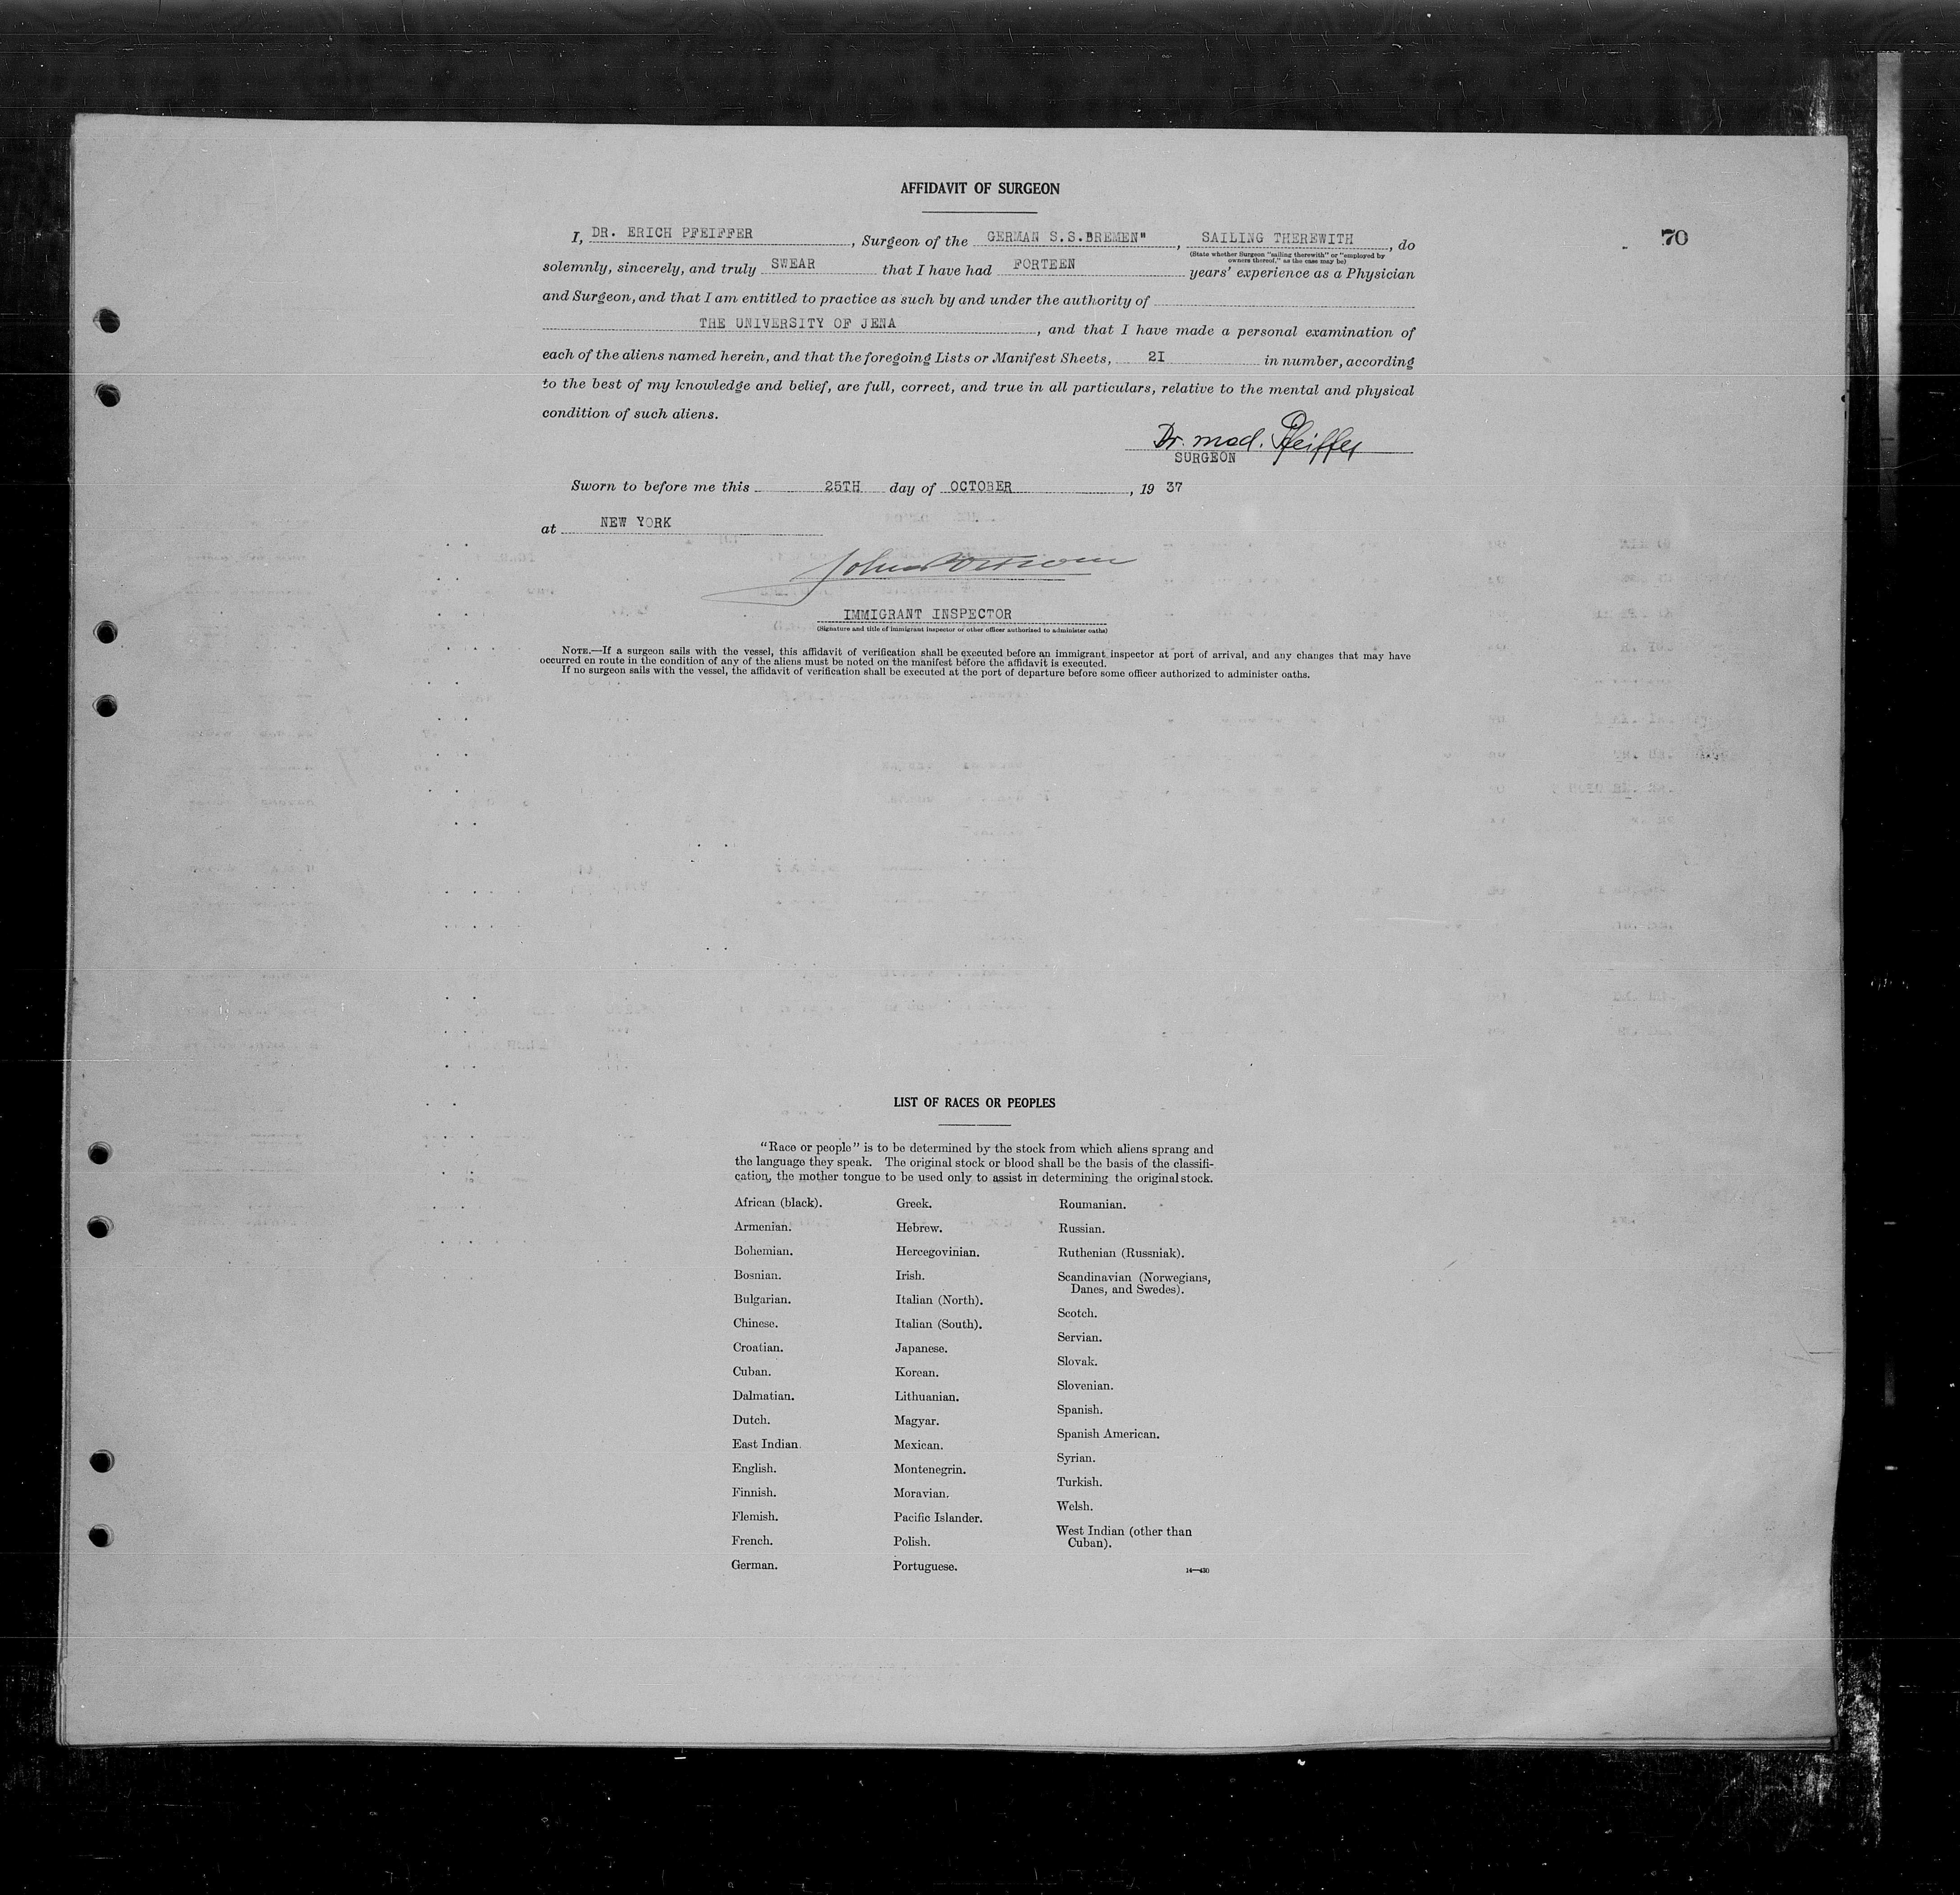 AFFIDAVIT OF SURGEON
70
I, DR. ERICH PFEIFFER, Surgeon of the GERMAN S.S.BREMEN", SAILING THEREWITH, do
(State whether Surgeon "sailing therewith" or "employed by
owners thereof," as the case may be)
solemnly, sincerely, and truly SWEAR that I have had FORTEEN years' experience as a Physician
and Surgeon, and that I am entitled to practice as such by and under the authority of
THE UNIVERSITY OF JENA, and that I have made a personal examination of
each of the aliens named herein, and that the foregoing Lists or Manifest Sheets, 2I in number, according
to the best of my knowledge and belief, are full, correct, and true in all particulars, relative to the mental and physical
condition of such aliens.
Dr. med. Pfeiffer
SURGEON
Sworn to before me this 25TH day of OCTOBER, 19 37
at NEW YORK
John
IMMIGRANT INSPECTOR
(Signature and title of immigrant inspector or other officer authorized to administer oaths)
NOTE.—If a surgeon sails with the vessel, this affidavit of verification shall be executed before an immigrant inspector at port of arrival, and any changes that may have
occurred en route in the condition of any of the aliens must be noted on the manifest before the affidavit is executed.
If no surgeon sails with the vessel, the affidavit of verification shall be executed at the port of departure before some officer authorized to administer oaths.
LIST OF RACES OR PEOPLES
"Race or people" is to be determined by the stock from which aliens sprang and
the language they speak. The original stock or blood shall be the basis of the classifi-
cation, the mother tongue to be used only to assist in determining the original stock.
African (black).
Armenian.
Bohemian.
Bosnian.
Bulgarian.
Chinese.
Croatian.
Cuban.
Dalmatian.
Dutch.
East Indian.
English.
Finnish.
Flemish.
French.
German.
Greek.
Hebrew.
Hercegovinian.
Irish.
Italian (North).
Italian (South).
Japanese.
Korean.
Lithuanian.
Magyar.
Mexican.
Montenegrin.
Moravian.
Pacific Islander.
Polish.
Portuguese.
Roumanian.
Russian.
Ruthenian (Russniak).
Scandinavian (Norwegians,
Danes, and Swedes).
Scotch.
Servian.
Slovak.
Slovenian.
Spanish.
Spanish American.
Syrian.
Turkish.
Welsh.
West Indian (other than
Cuban).
14—430